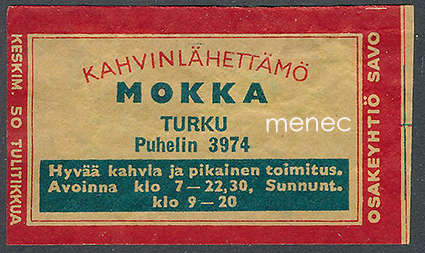 KAHVINLÄHETTÄMÖ
MOKKA
TURKU
Puhelin 3974
Hyvää kahvia ja pikainen toimitus.
Avoinna klo 7–22,30, Sunnunt.
klo 9–20
KESKIM 50 TULITIKKUA
OSAKEYHTIÖ SAVO
menec